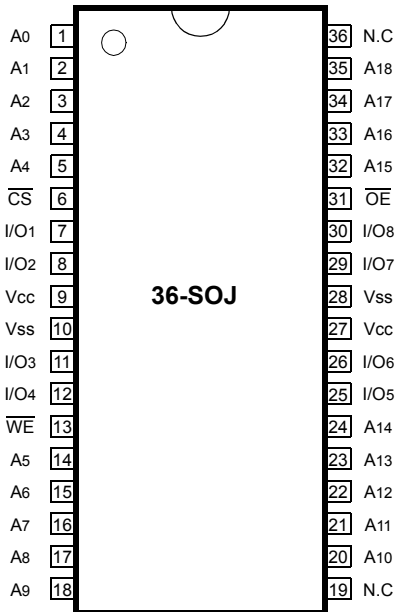 A0 1 36 N.C
A1 2 35 A18
A2 3 34 A17
A3 4 33 A16
A4 5 32 A15
C̅S̅ 6 31 O̅E̅
I/O1 7 30 I/O8
I/O2 8 29 I/O7
Vcc 9 36-SOJ 28 Vss
Vss 10 27 Vcc
I/O3 11 26 I/O6
I/O4 12 25 I/O5
W̅E̅ 13 24 A14
A5 14 23 A13
A6 15 22 A12
A7 16 21 A11
A8 17 20 A10
A9 18 19 N.C